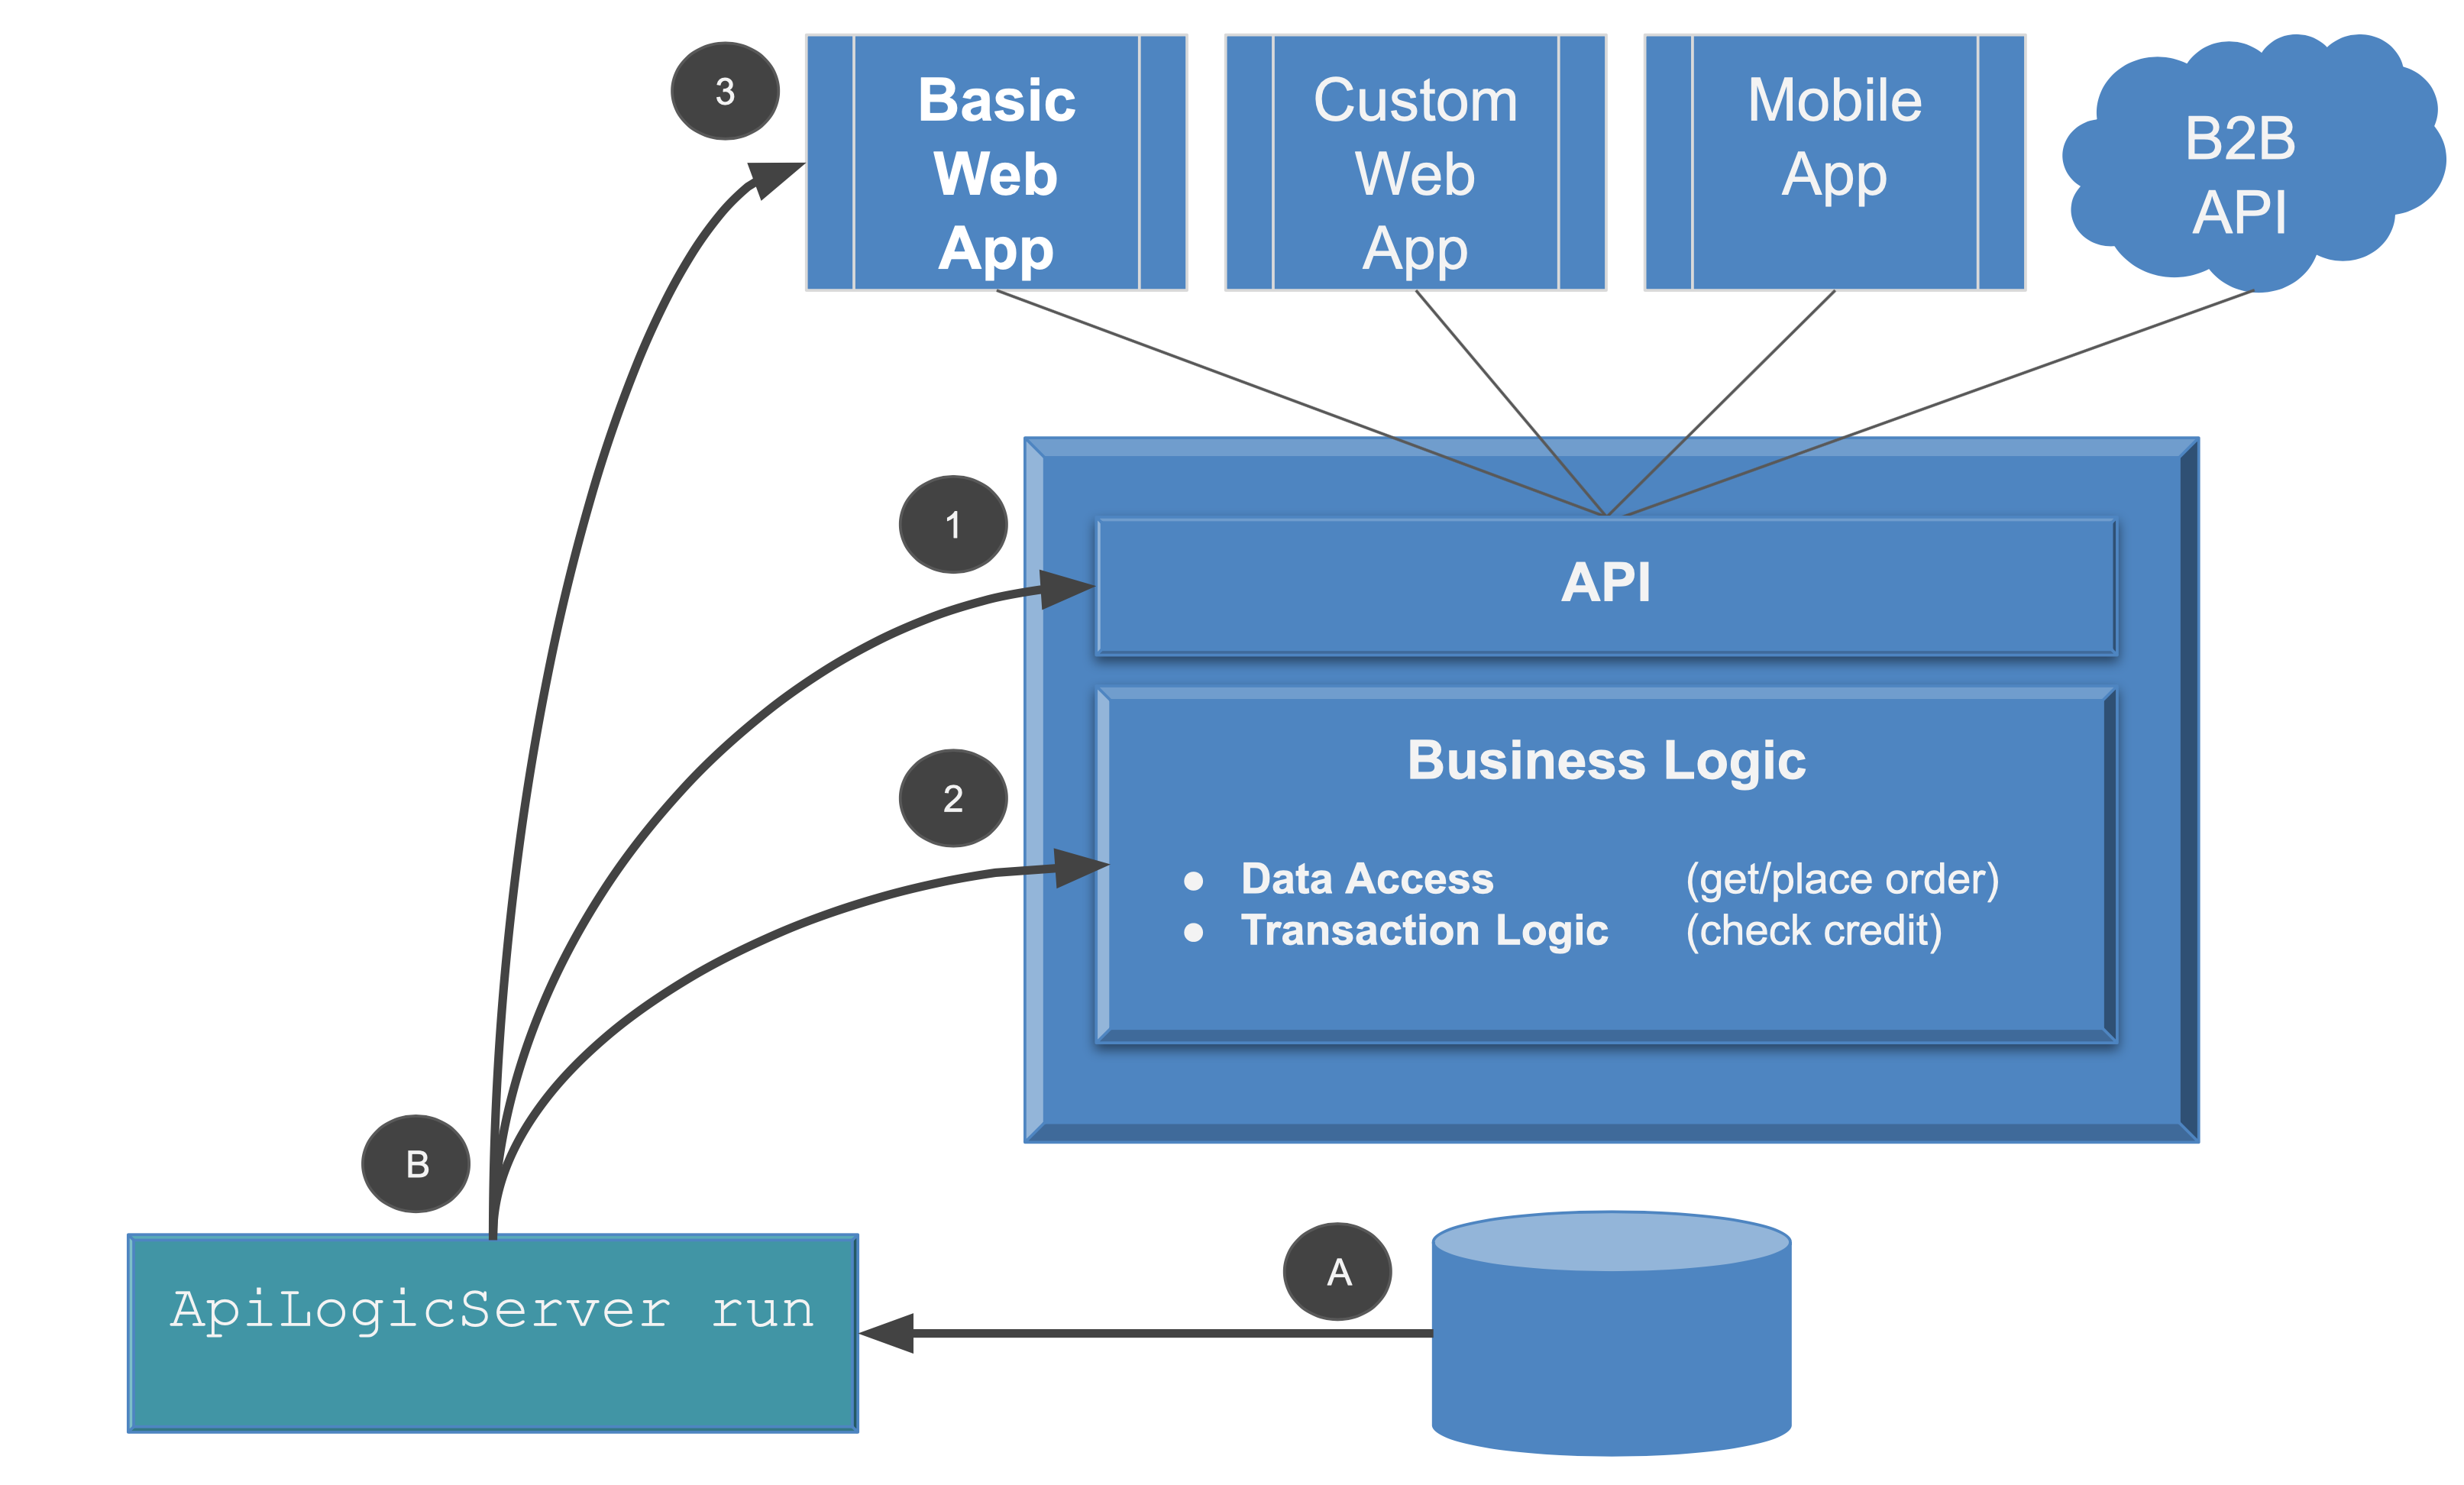 3
Basic
Web
App
Custom
Web
App
Mobile
App
B2B
API
1
API
2
Business Logic
● Data Access (get/place order)
● Transaction Logic (check credit)
B
ApiLogicServer run
A